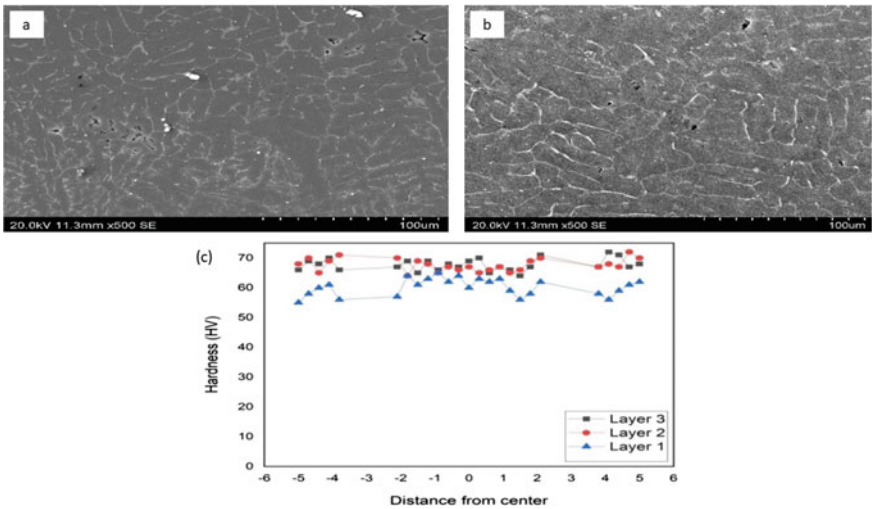 a
b
20.0kV 11.3mm x500 SE 100um
20.0kV 11.3mm x500 SE 100um
(c)
70
60
50
40
30
20
10
0
Hardness (HV)
Layer 3
Layer 2
Layer 1
-6 -5 -4 -3 -2 -1 0 1 2 3 4 5 6
Distance from center